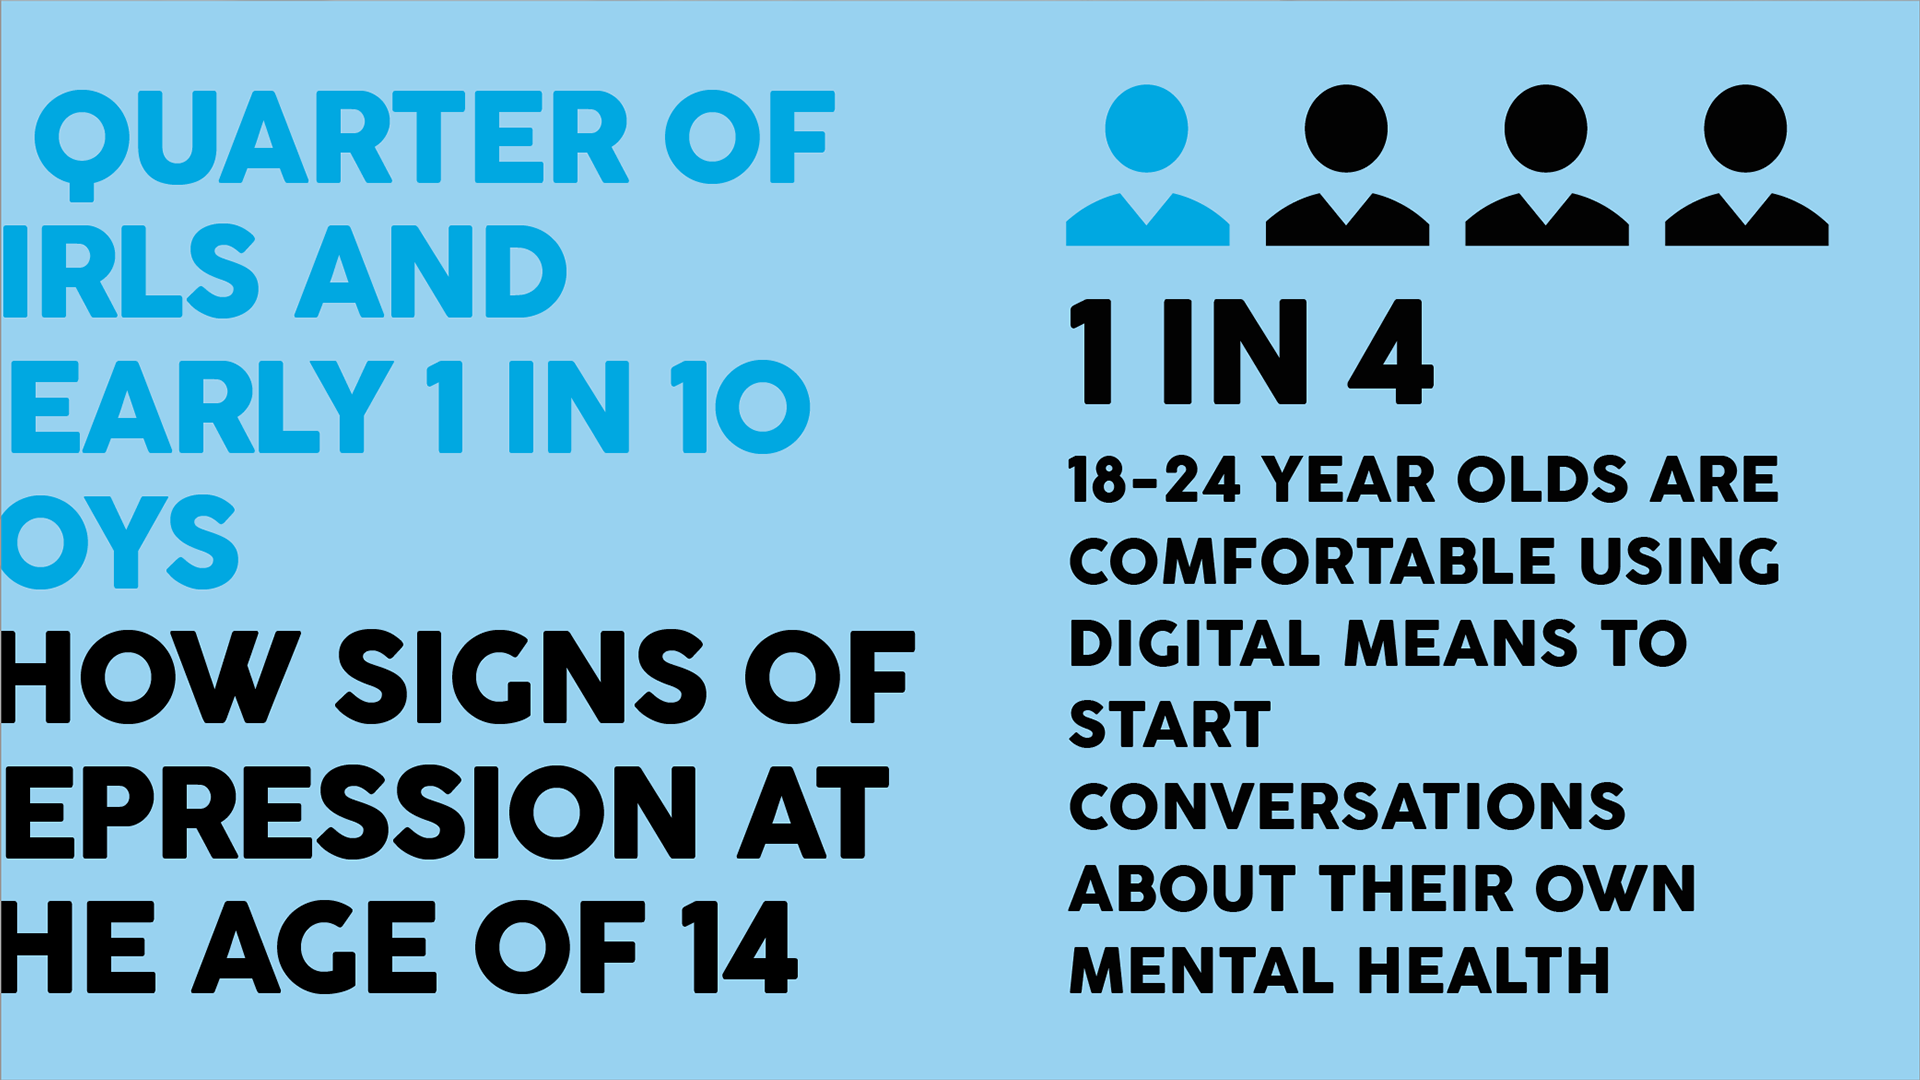 QUARTER OF
IRLS AND
EARLY 1 IN 10
OYS
HOW SIGNS OF
EPRESSION AT
HE AGE OF 14
1 IN 4
18-24 YEAR OLDS ARE
COMFORTABLE USING
DIGITAL MEANS TO
START
CONVERSATIONS
ABOUT THEIR OWN
MENTAL HEALTH